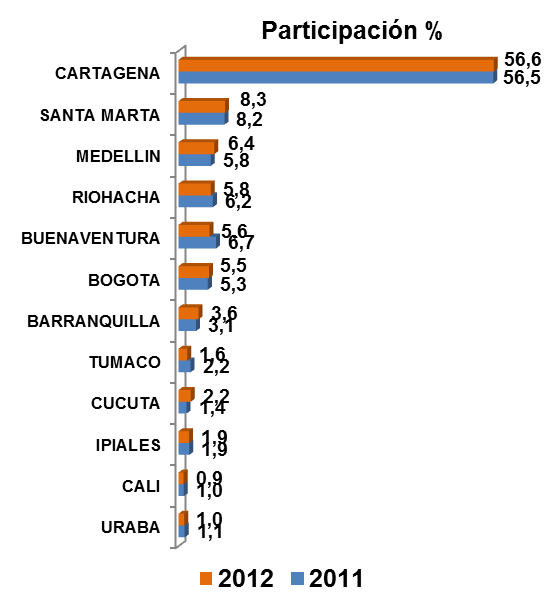 Participación %
CARTAGENA 56,6
56,5
SANTA MARTA 8,3
8,2
MEDELLIN 6,4
5,8
RIOHACHA 5,8
6,2
BUENAVENTURA 5,6
6,7
BOGOTA 5,5
5,3
BARRANQUILLA 3,6
3,1
TUMACO 1,6
2,2
CUCUTA 2,2
1,4
IPIALES 1,9
1,9
CALI 0,9
1,0
URABA 1,0
1,1
2012 2011